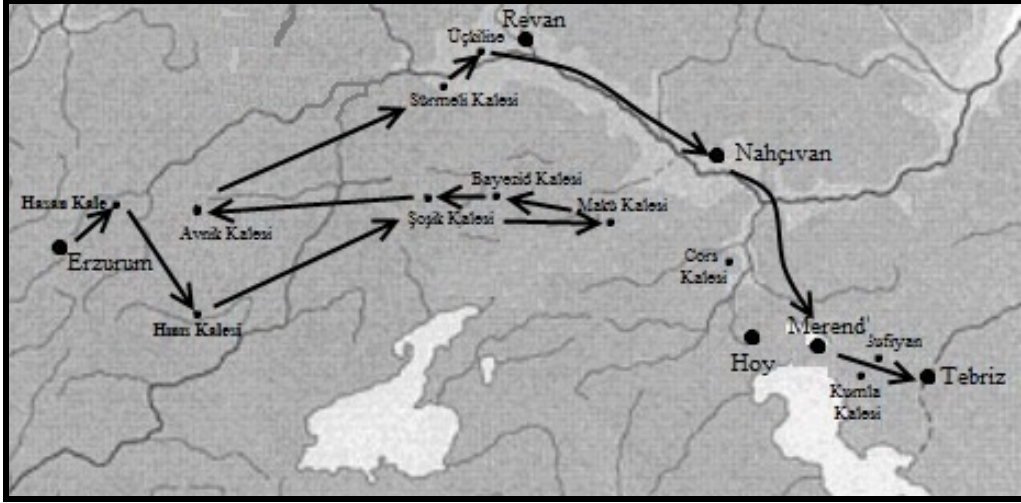 Revan
Üçkilise
Sürmeli Kalesi
Nahçıvan
Hasan Kale
Bayezid Kalesi
Makü Kalesi
Avnik Kalesi
Şoşik Kalesi
Erzurum
Cors
Kalesi
Hınıs Kalesi
Merend
Sufiyan
Hoy
Tebriz
Kumla
Kalesi